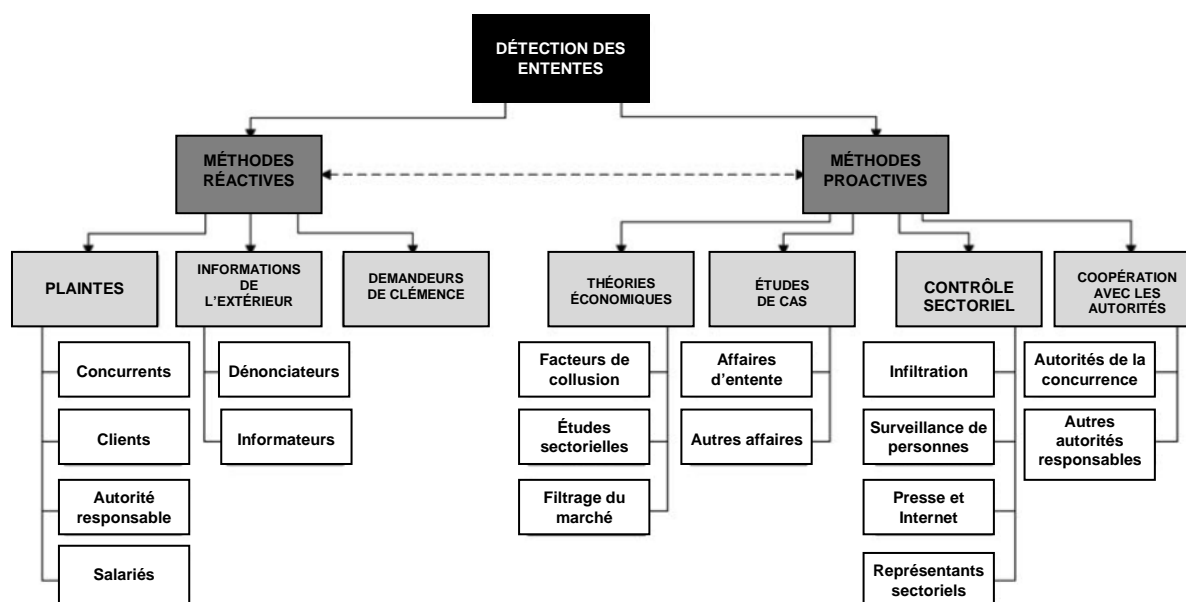 DÉTECTION DES
ENTENTES
MÉTHODES
RÉACTIVES
MÉTHODES
PROACTIVES
PLAINTES
INFORMATIONS
DE
L'EXTÉRIEUR
DEMANDEURS
DE CLÉMENCE
THÉORIES
ÉCONOMIQUES
ÉTUDES
DE CAS
CONTRÔLE
SECTORIEL
COOPÉRATION
AVEC LES
AUTORITÉS
Concurrents
Clients
Autorité
responsable
Salariés
Dénonciateurs
Informateurs
Facteurs de
collusion
Études
sectorielles
Filtrage du
marché
Affaires
d'entente
Autres affaires
Infiltration
Surveillance de
personnes
Presse et
Internet
Représentants
sectoriels
Autorités de la
concurrence
Autres
autorités
responsables